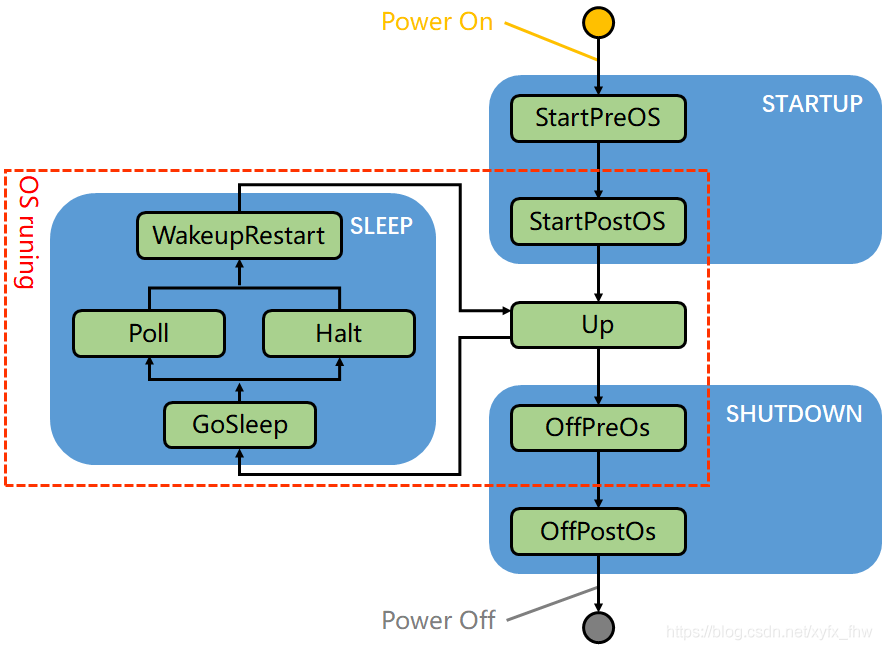 Power On
STARTUP
StartPreOS
OS runing
StartPostOS
SLEEP
WakeupRestart
Up
Poll
Halt
GoSleep
SHUTDOWN
OffPreOs
OffPostOs
Power Off
https://blog.csdn.net/xyfx_fhw